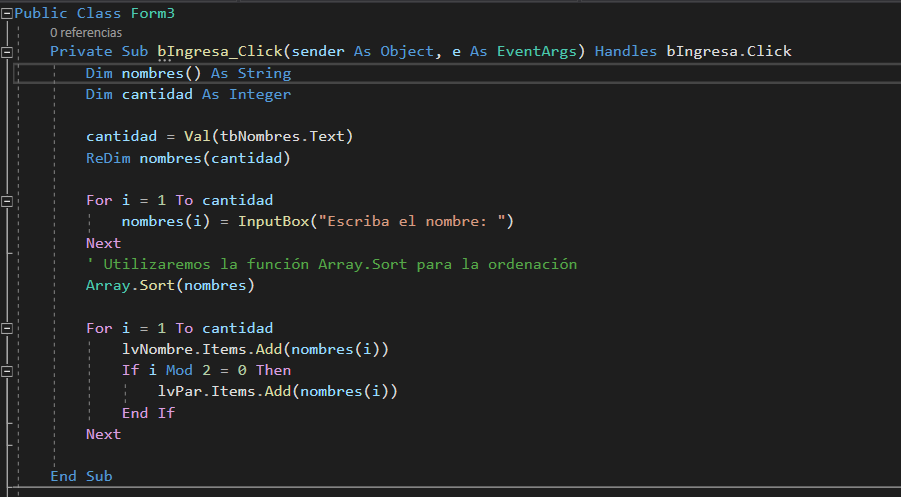 Public Class Form3
0 referencias
Private Sub bIngresa_Click(sender As Object, e As EventArgs) Handles bIngresa.Click
Dim nombres() As String
Dim cantidad As Integer
cantidad = Val(tbNombres.Text)
ReDim nombres(cantidad)
For i = 1 To cantidad
nombres(i) = InputBox("Escriba el nombre: ")
Next
' Utilizaremos la función Array.Sort para la ordenación
Array.Sort(nombres)
For i = 1 To cantidad
lvNombre.Items.Add(nombres(i))
If i Mod 2 = 0 Then
lvPar.Items.Add(nombres(i))
End If
Next
End Sub